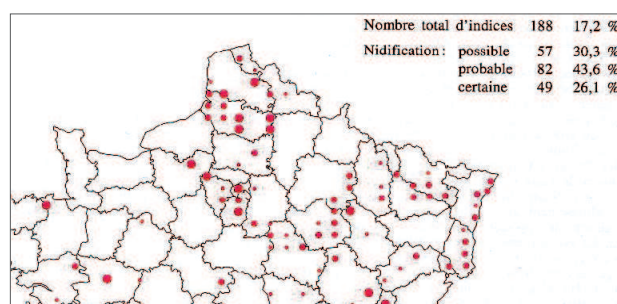 Nombre total d'indices 188 17,2 %
Nidification : possible 57 30,3 %
probable 82 43,6 %
certaine 49 26,1 %